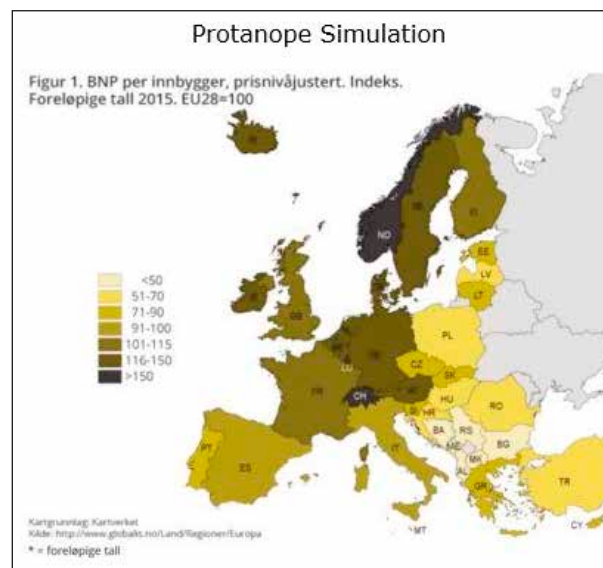 Protanope Simulation
Figur 1. BNP per innbygger, prisnivåjustert. Indeks.
Foreløpige tall 2015. EU28=100
IS
NO
SE
FI
EE
LV
LT
DK
IE
GB
<50
51-70
71-90
91-100
101-115
116-150
>150
PL
DE
LU
CZ
SK
FR
CH
AT
HU
RO
SI
HR
BA
RS
ME
BG
MK
AL
PT
ES
IT
GR
TR
MT
CY
Kartgrunnlag: Kartverket
Kilde: http://www.globalis.no/Land/Regioner/Europa
* = foreløpige tall